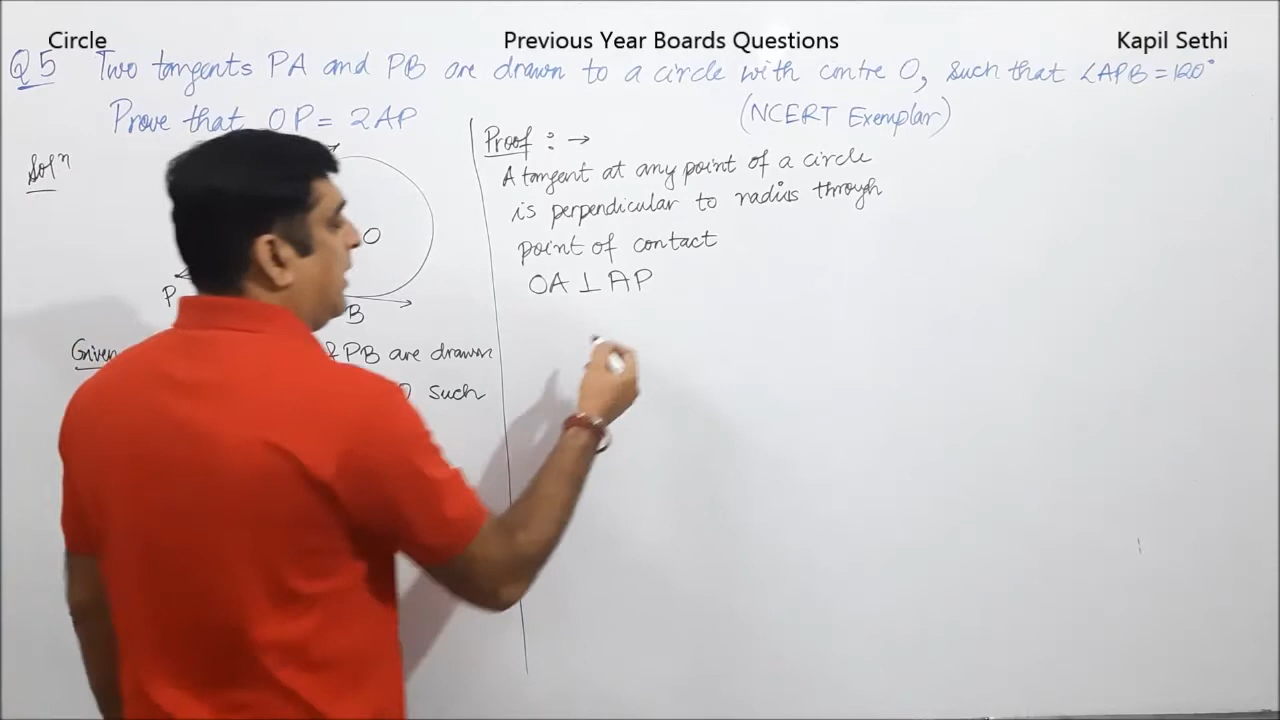 Circle Previous Year Boards Questions Kapil Sethi
Q5 Two tangents PA and PB are drawn to a circle with centre O, such that ∠APB = 120°
Prove that OP = 2AP (NCERT Exemplar)
Solⁿ
O
P
B
Given PB are drawn
such
Proof : →
A tangent at any point of a circle
is perpendicular to radius through
point of contact
OA ⊥ AP